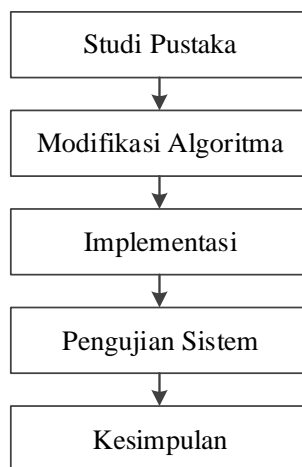 Studi Pustaka
Modifikasi Algoritma
Implementasi
Pengujian Sistem
Kesimpulan